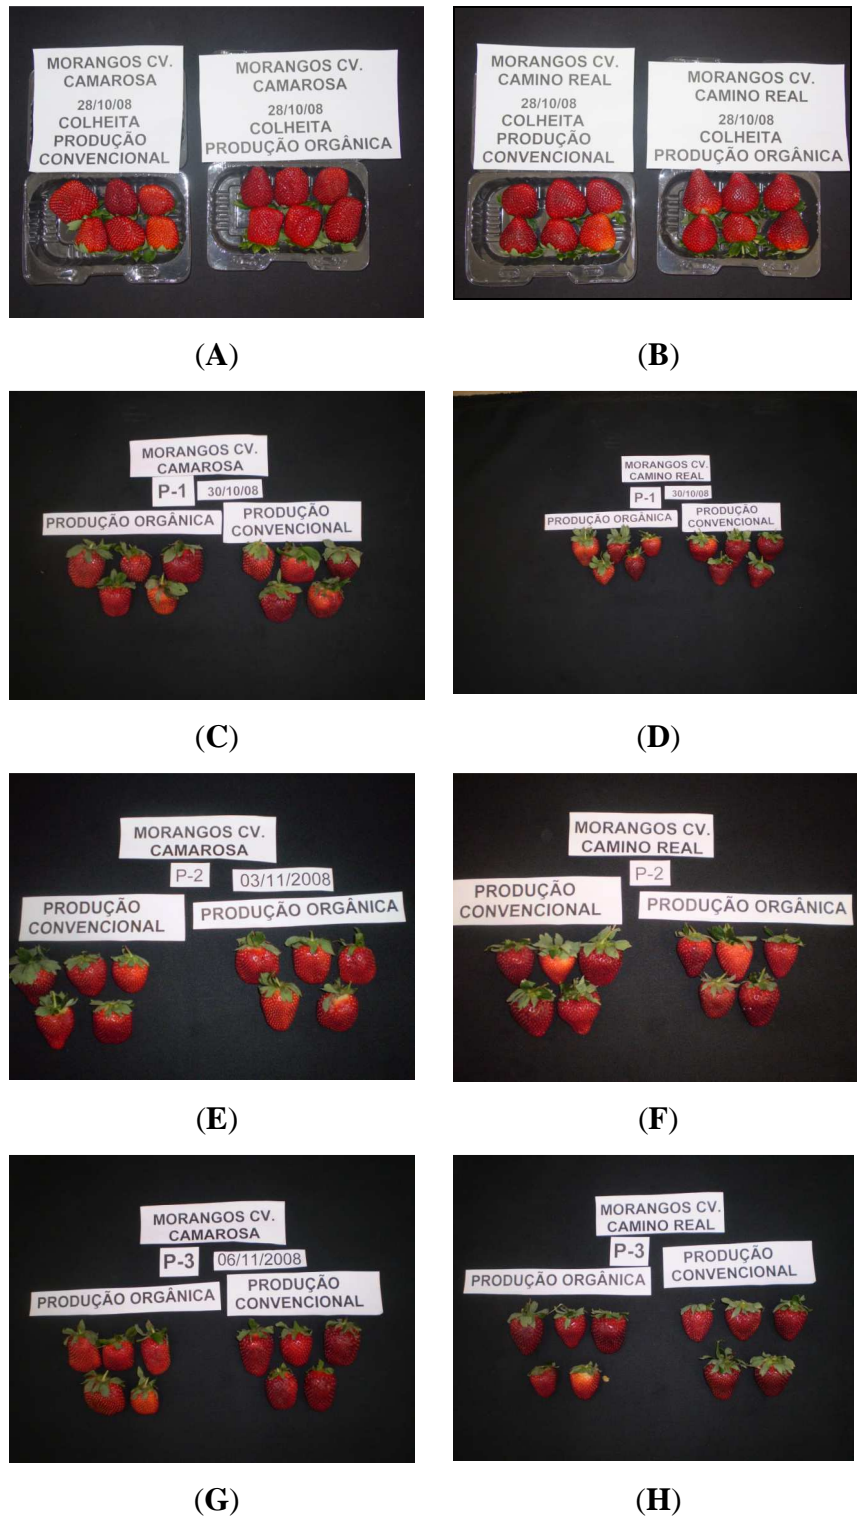 MORANGOS CV.
CAMAROSA
28/10/08
COLHEITA
PRODUÇÃO
CONVENCIONAL
MORANGOS CV.
CAMAROSA
28/10/08
COLHEITA
PRODUÇÃO ORGÂNICA
(A)
MORANGOS CV.
CAMINO REAL
28/10/08
COLHEITA
PRODUÇÃO
CONVENCIONAL
MORANGOS CV.
CAMINO REAL
28/10/08
COLHEITA
PRODUÇÃO ORGÂNICA
(B)
MORANGOS CV.
CAMAROSA
P-1 30/10/08
PRODUÇÃO ORGÂNICA
PRODUÇÃO
CONVENCIONAL
(C)
MORANGOS CV.
CAMINO REAL
P-1 30/10/08
PRODUÇÃO ORGÂNICA
PRODUÇÃO
CONVENCIONAL
(D)
MORANGOS CV.
CAMAROSA
P-2 03/11/2008
PRODUÇÃO
CONVENCIONAL
PRODUÇÃO ORGÂNICA
(E)
MORANGOS CV.
CAMINO REAL
P-2
PRODUÇÃO
CONVENCIONAL
PRODUÇÃO ORGÂNICA
(F)
MORANGOS CV.
CAMAROSA
P-3 06/11/2008
PRODUÇÃO ORGÂNICA
PRODUÇÃO
CONVENCIONAL
(G)
MORANGOS CV.
CAMINO REAL
P-3
PRODUÇÃO ORGÂNICA
PRODUÇÃO
CONVENCIONAL
(H)